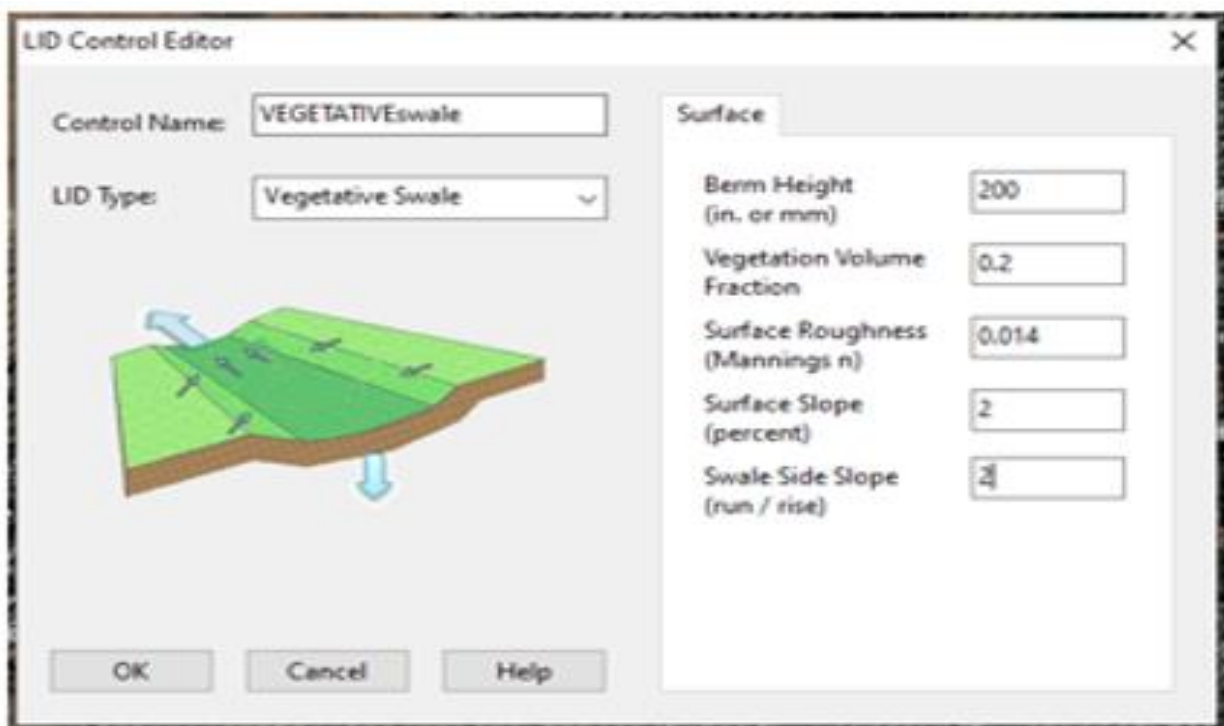 LID Control Editor
Control Name:
VEGETATIVEswale
LID Type:
Vegetative Swale
OK
Cancel
Help
Surface
Berm Height
(in. or mm)
200
Vegetation Volume
Fraction
0.2
Surface Roughness
(Mannings n)
0.014
Surface Slope
(percent)
2
Swale Side Slope
(run / rise)
2